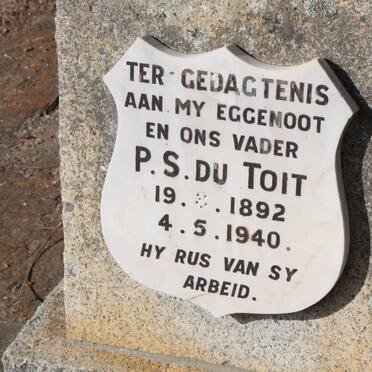 TER GEDAGTENIS
AAN MY EGGENOOT
EN ONS VADER
P.S. DU TOIT
19. . 1892
4.5.1940.
HY RUS VAN SY
ARBEID.